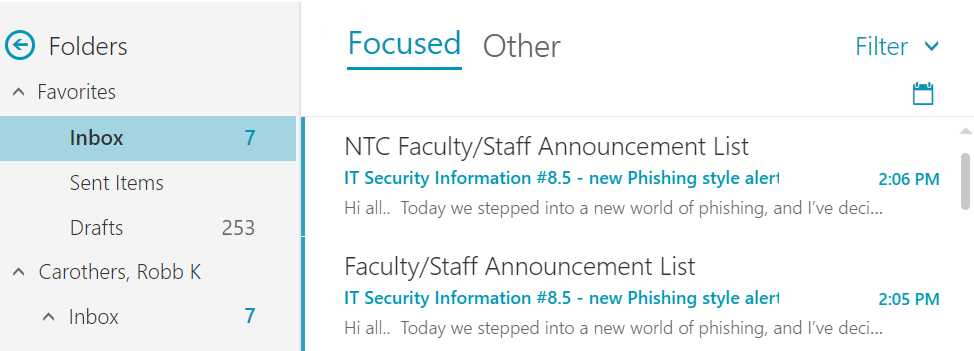 Folders
Favorites
Inbox 7
Sent Items
Drafts 253
Carothers, Robb K
Inbox 7
Focused Other Filter
NTC Faculty/Staff Announcement List
IT Security Information #8.5 - new Phishing style alert 2:06 PM
Hi all.. Today we stepped into a new world of phishing, and I've deci...
Faculty/Staff Announcement List
IT Security Information #8.5 - new Phishing style alert 2:05 PM
Hi all.. Today we stepped into a new world of phishing, and I've deci...